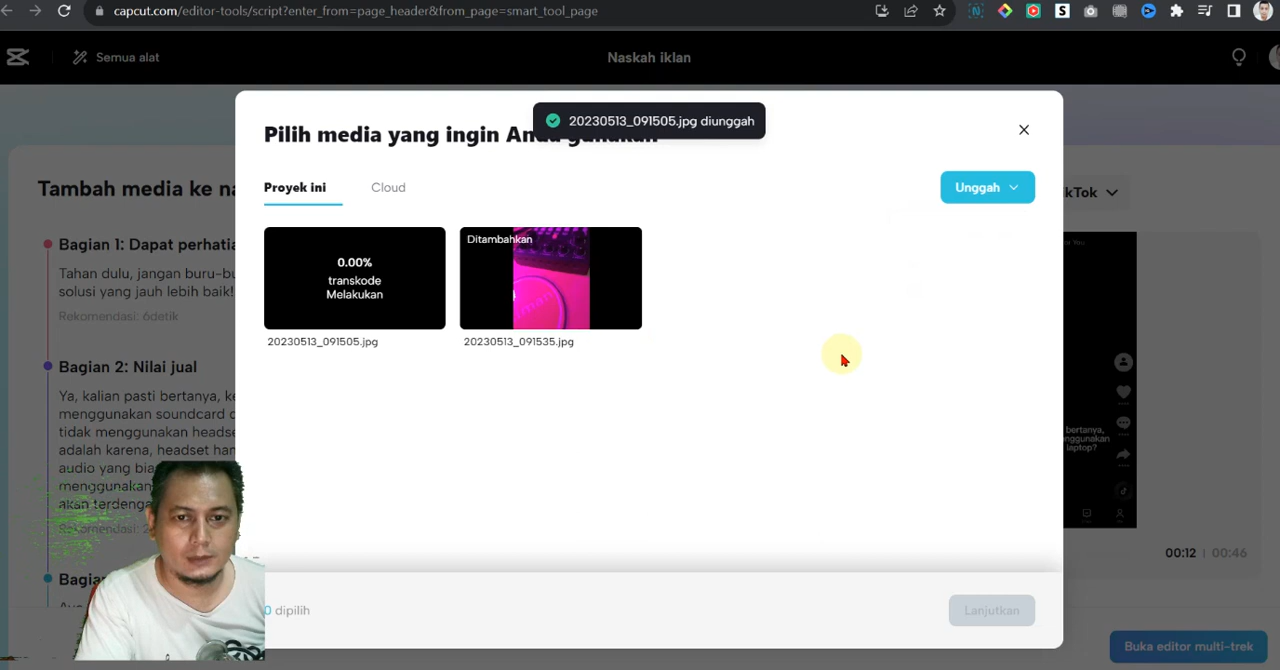 capcut.com/editor-tools/script?enter_from=page_header&from_page=smart_tool_page
Semua alat
Naskah iklan
20230513_091505.jpg diunggah
Pilih media yang ingin Anda gunakan
Proyek ini
Cloud
Unggah
0.00%
transkode
Melakukan
20230513_091505.jpg
Ditambahkan
20230513_091535.jpg
0 dipilih
Lanjutkan
Tambah media ke
Bagian 1: Dapat
Tahan dulu, jangan buru-bu
solusi yang jauh lebih baik!
Rekomendasi: 6detik
Bagian 2: Nilai jual
Ya, kalian pasti bertanya, ke
menggunakan soundcard
tidak menggunakan headse
adalah karena, headset han
audio yang bia
menggunakan
akan terdenga
kTok
bertanya,
laptop?
00:12 | 00:46
Buka editor multi-trek